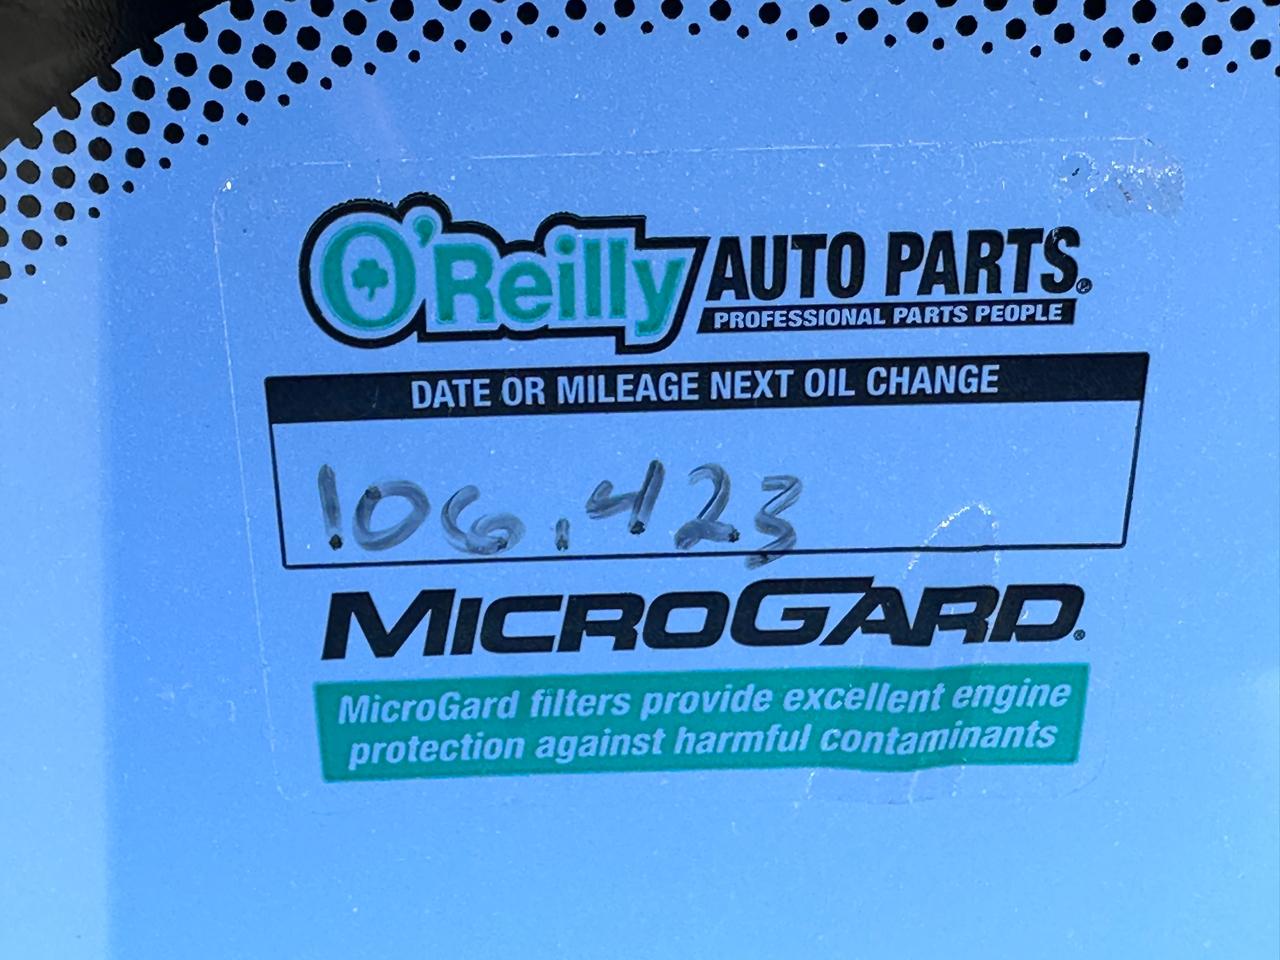 O'Reilly AUTO PARTS®
PROFESSIONAL PARTS PEOPLE
DATE OR MILEAGE NEXT OIL CHANGE
106,423
MICROGARD®
MicroGard filters provide excellent engine
protection against harmful contaminants